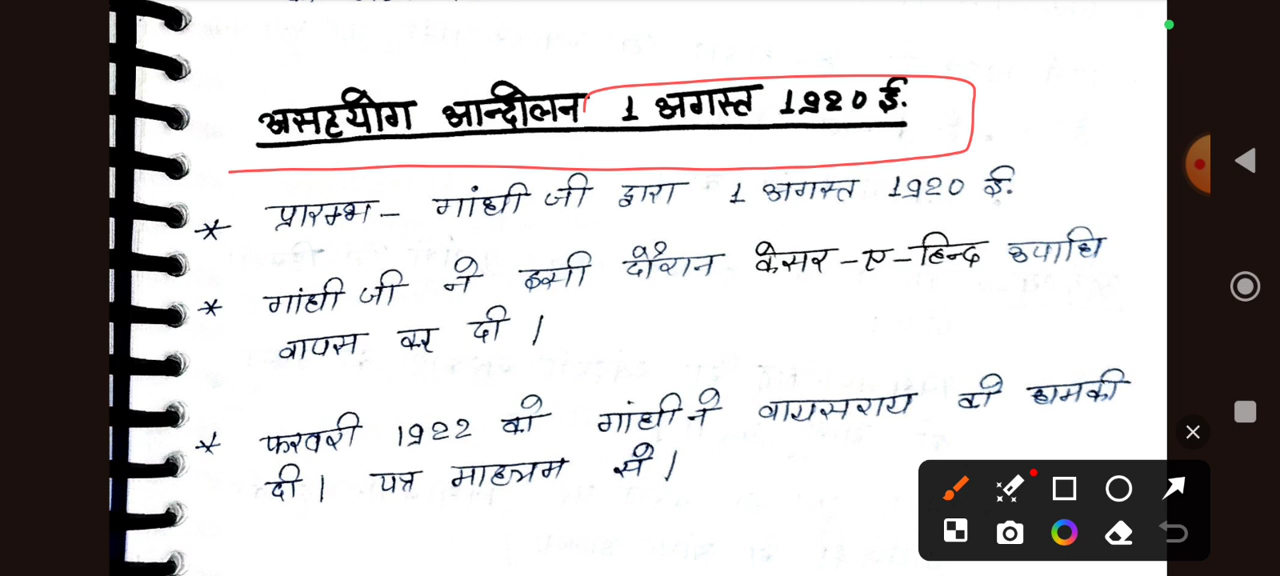 असहयोग आन्दोलन 1 अगस्त 1920 ई.
* प्रारम्भ - गांधी जी द्वारा 1 अगस्त 1920 ई.
* गांधी जी ने इसी दौरान केसर-ए-हिन्द उपाधि
वापस कर दी।
* फरवरी 1922 को गांधी ने वायसराय को धमकी
दी। पत्र माध्यम से।